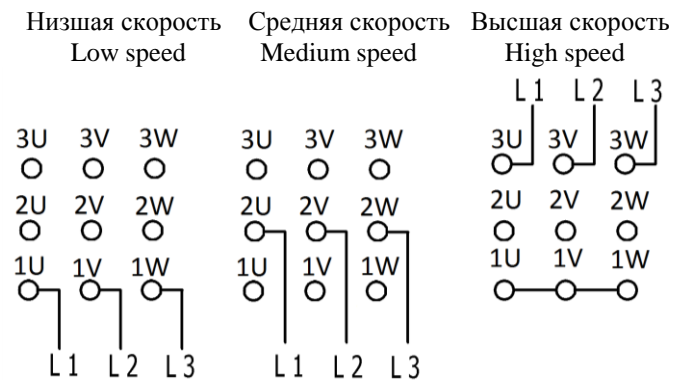 Низшая скорость Средняя скорость Высшая скорость
Low speed Medium speed High speed
L1 L2 L3
3U 3V 3W 3U 3V 3W 3U 3V 3W
2U 2V 2W 2U 2V 2W 2U 2V 2W
1U 1V 1W 1U 1V 1W 1U 1V 1W
L1 L2 L3 L1 L2 L3